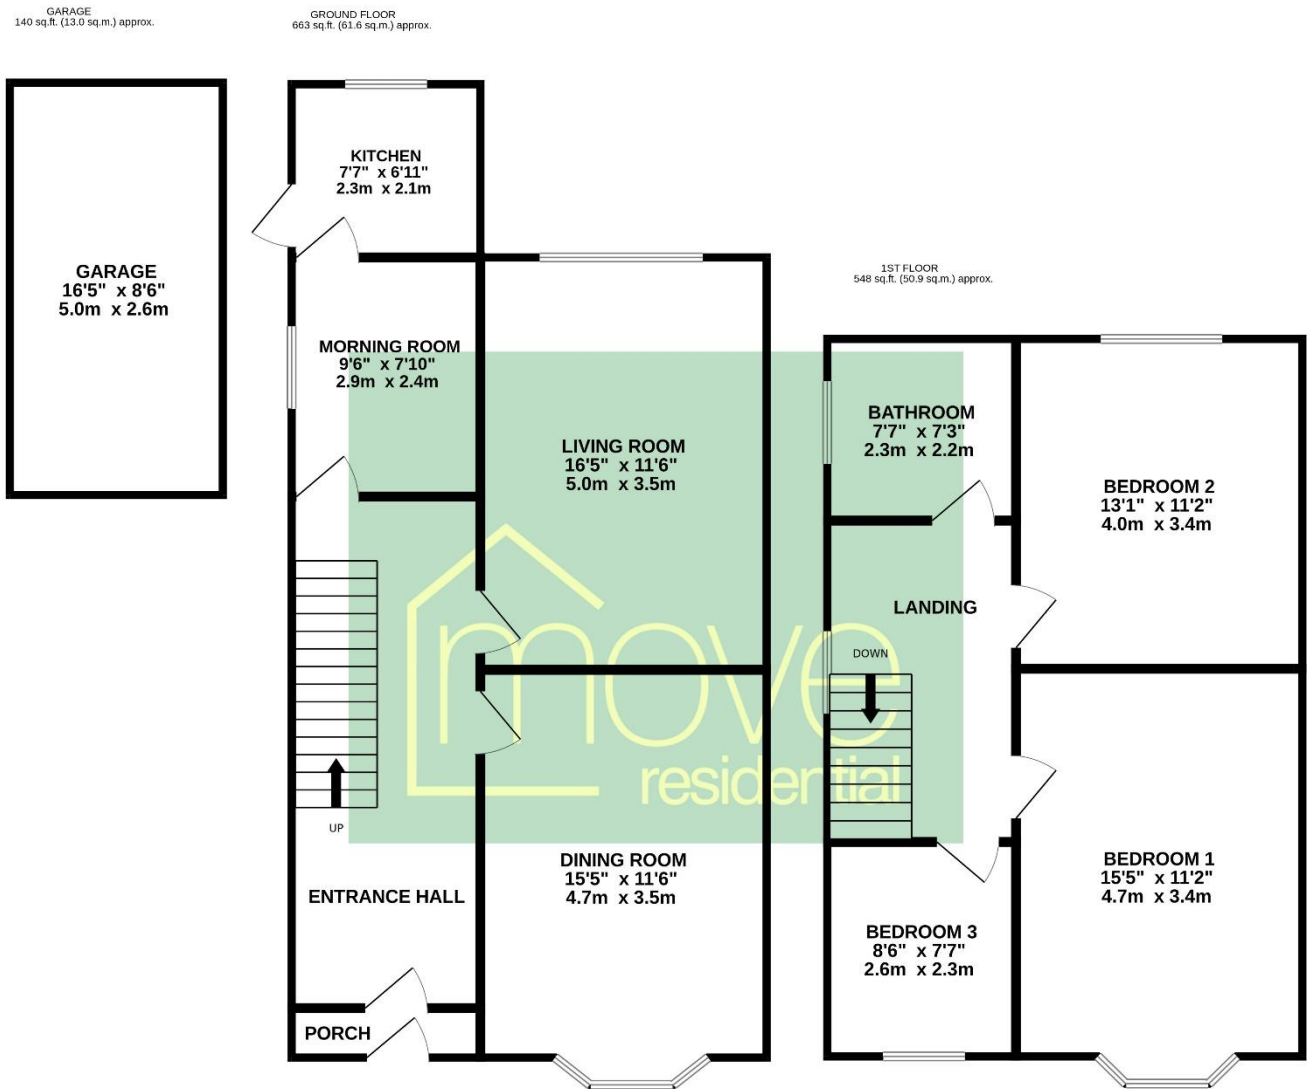 GARAGE
140 sq.ft. (13.0 sq.m.) approx.
GROUND FLOOR
663 sq.ft. (61.6 sq.m.) approx.
KITCHEN
7'7" x 6'11"
2.3m x 2.1m
GARAGE
16'5" x 8'6"
5.0m x 2.6m
1ST FLOOR
548 sq.ft. (50.9 sq.m.) approx.
MORNING ROOM
9'6" x 7'10"
2.9m x 2.4m
LIVING ROOM
16'5" x 11'6"
5.0m x 3.5m
BATHROOM
7'7" x 7'3"
2.3m x 2.2m
BEDROOM 2
13'1" x 11'2"
4.0m x 3.4m
LANDING
DOWN
move
residential
UP
DINING ROOM
15'5" x 11'6"
4.7m x 3.5m
BEDROOM 1
15'5" x 11'2"
4.7m x 3.4m
ENTRANCE HALL
BEDROOM 3
8'6" x 7'7"
2.6m x 2.3m
PORCH